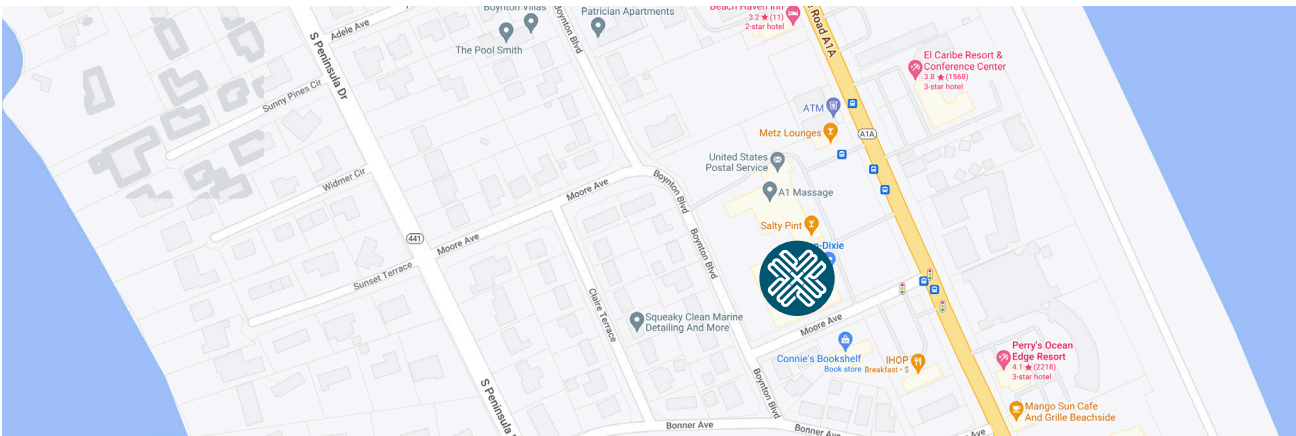 Boynton Villas
Patrician Apartments
Beach Haven Inn
3.2 ★ (11)
2-star hotel
Adele Ave
S Peninsula Dr
The Pool Smith
Boynton Blvd
Road A1A
El Caribe Resort &
Conference Center
3.8 ★ (1568)
3-star hotel
Sunny Pines Cir
ATM
Metz Lounges
A1A
United States
Postal Service
Widmer Cir
Moore Ave
Boynton Blvd
A1 Massage
Salty Pint
441
Moore Ave
Boynton Blvd
n-Dixie
Sunset Terrace
Claire Terrace
Squeaky Clean Marine
Detailing And More
Moore Ave
Connie's Bookshelf
Book store
IHOP
Breakfast • $
Perry's Ocean
Edge Resort
4.1 ★ (2218)
3-star hotel
S Peninsula
Boynton Blvd
Mango Sun Cafe
And Grille Beachside
Bonner Ave
Bonner Ave